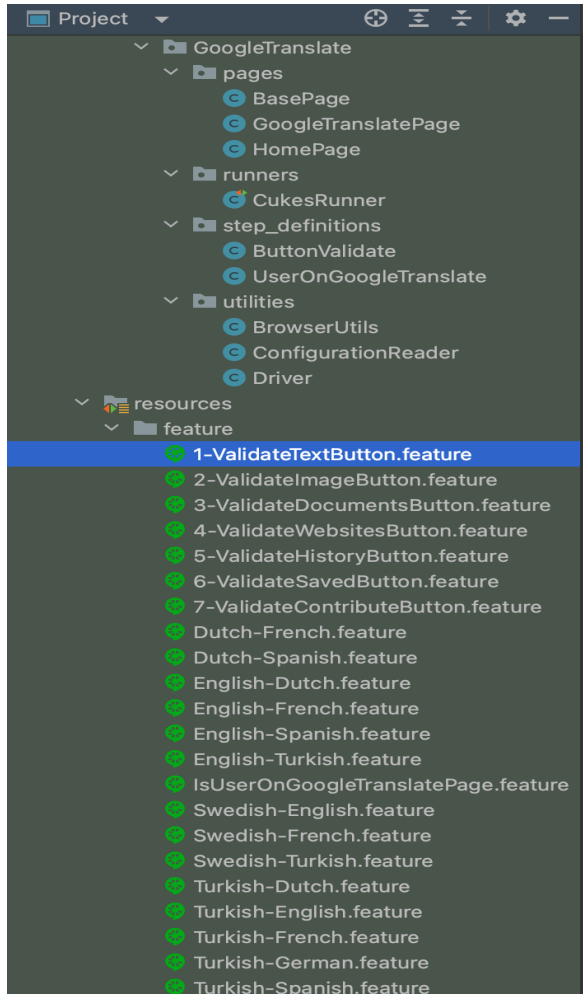 Project
GoogleTranslate
pages
BasePage
GoogleTranslatePage
HomePage
runners
CukesRunner
step_definitions
ButtonValidate
UserOnGoogleTranslate
utilities
BrowserUtils
ConfigurationReader
Driver
resources
feature
1-ValidateTextButton.feature
2-ValidateImageButton.feature
3-ValidateDocumentsButton.feature
4-ValidateWebsitesButton.feature
5-ValidateHistoryButton.feature
6-ValidateSavedButton.feature
7-ValidateContributeButton.feature
Dutch-French.feature
Dutch-Spanish.feature
English-Dutch.feature
English-French.feature
English-Spanish.feature
English-Turkish.feature
IsUserOnGoogleTranslatePage.feature
Swedish-English.feature
Swedish-French.feature
Swedish-Turkish.feature
Turkish-Dutch.feature
Turkish-English.feature
Turkish-French.feature
Turkish-German.feature
Turkish-Spanish.feature